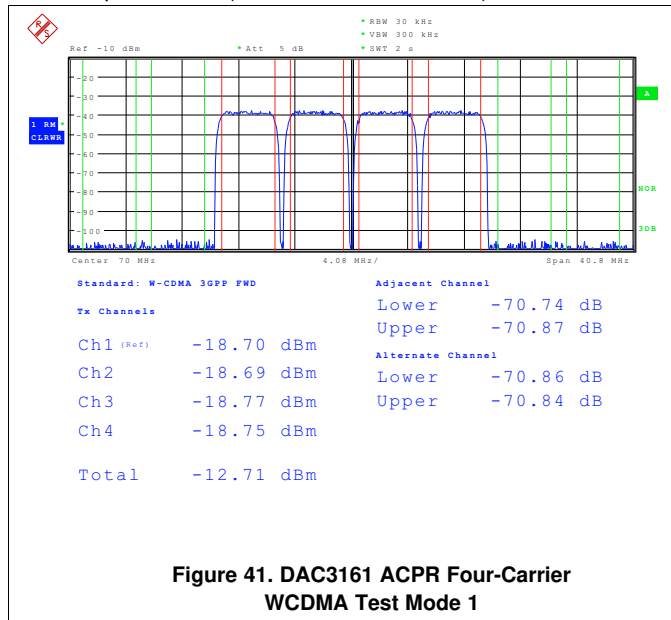 * RBW 30 kHz
* VBW 300 kHz
Ref -10 dBm * Att 5 dB * SWT 2 s
R S
-20
-30
A
-40
1 RM *
CLRWR
-50
-60
-70
-80
NOR
-90
-100
3DB
Center 70 MHz 4.08 MHz/ Span 40.8 MHz
Standard: W-CDMA 3GPP FWD
Tx Channels
Ch1 (Ref) -18.70 dBm
Ch2 -18.69 dBm
Ch3 -18.77 dBm
Ch4 -18.75 dBm
Total -12.71 dBm
Adjacent Channel
Lower -70.74 dB
Upper -70.87 dB
Alternate Channel
Lower -70.86 dB
Upper -70.84 dB
Figure 41. DAC3161 ACPR Four-Carrier
WCDMA Test Mode 1